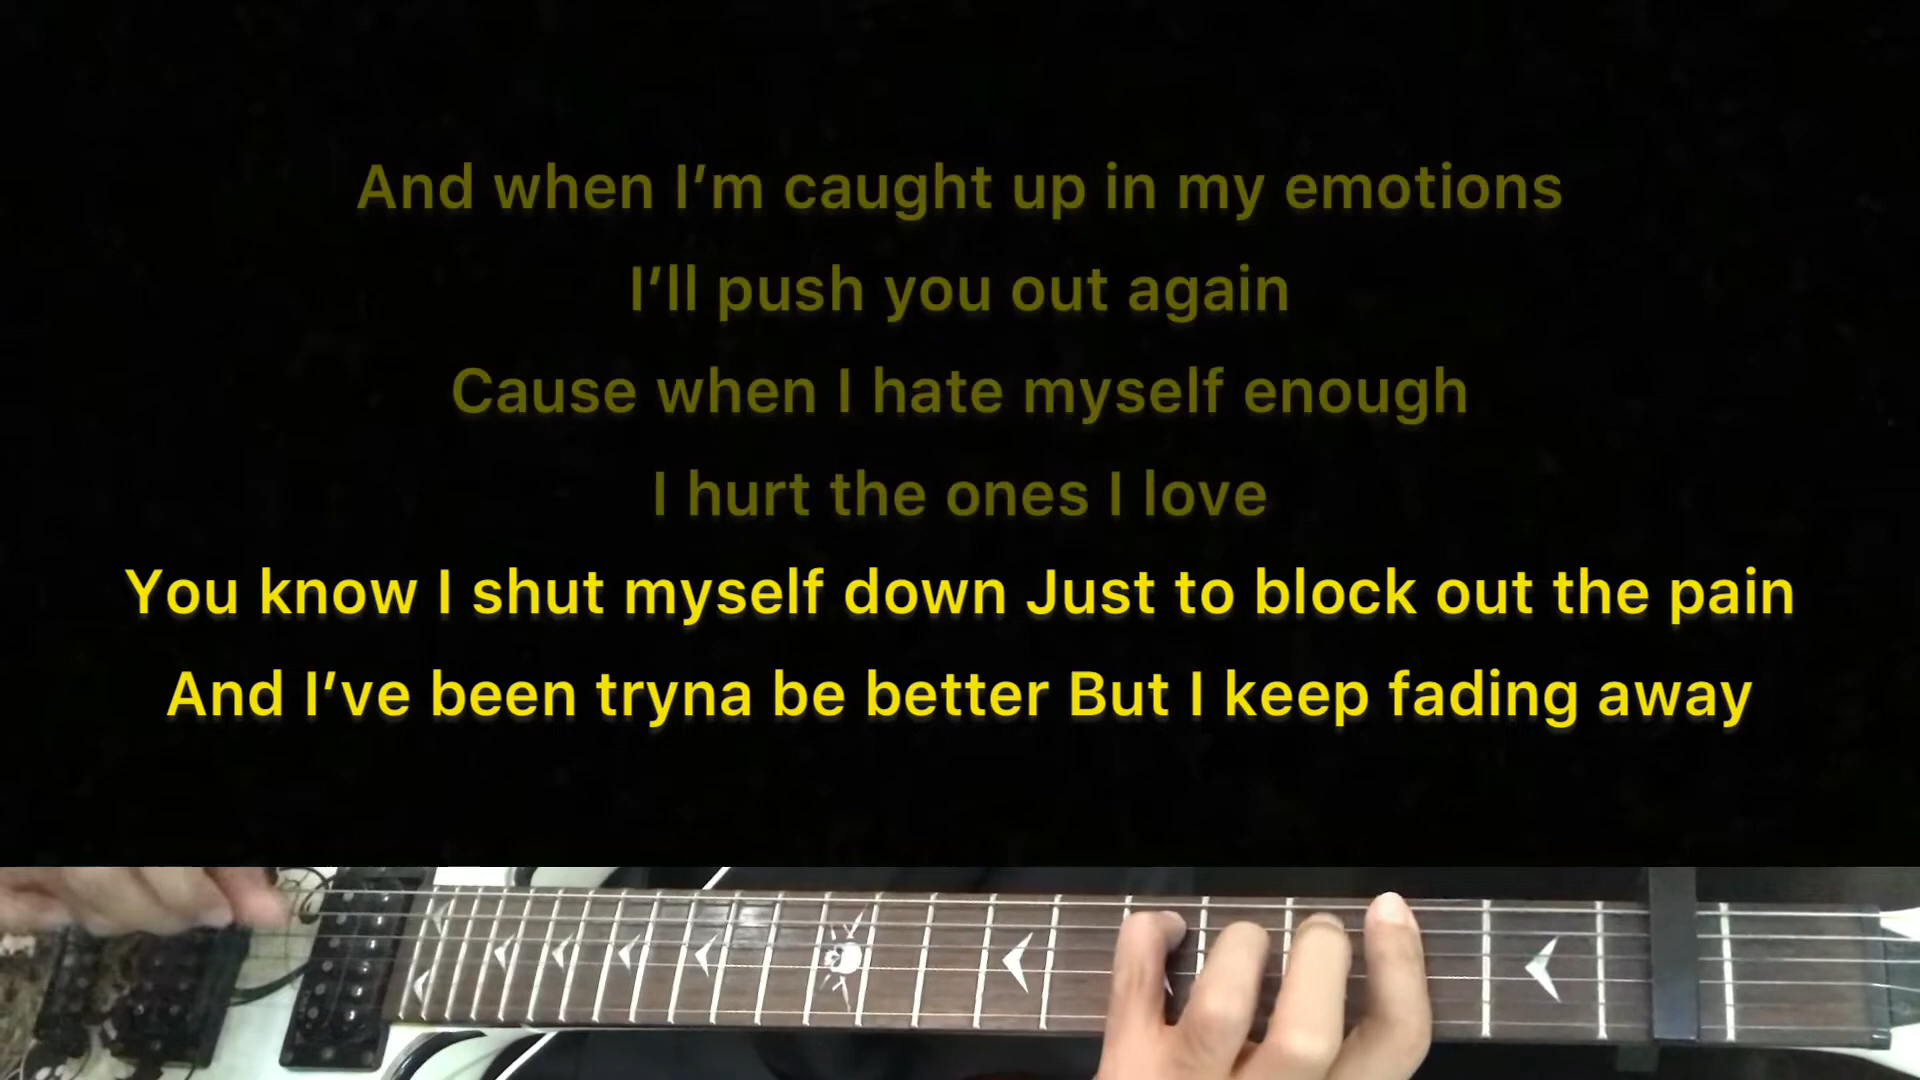 And when I’m caught up in my emotions
I’ll push you out again
Cause when I hate myself enough
I hurt the ones I love
You know I shut myself down Just to block out the pain
And I’ve been tryna be better But I keep fading away